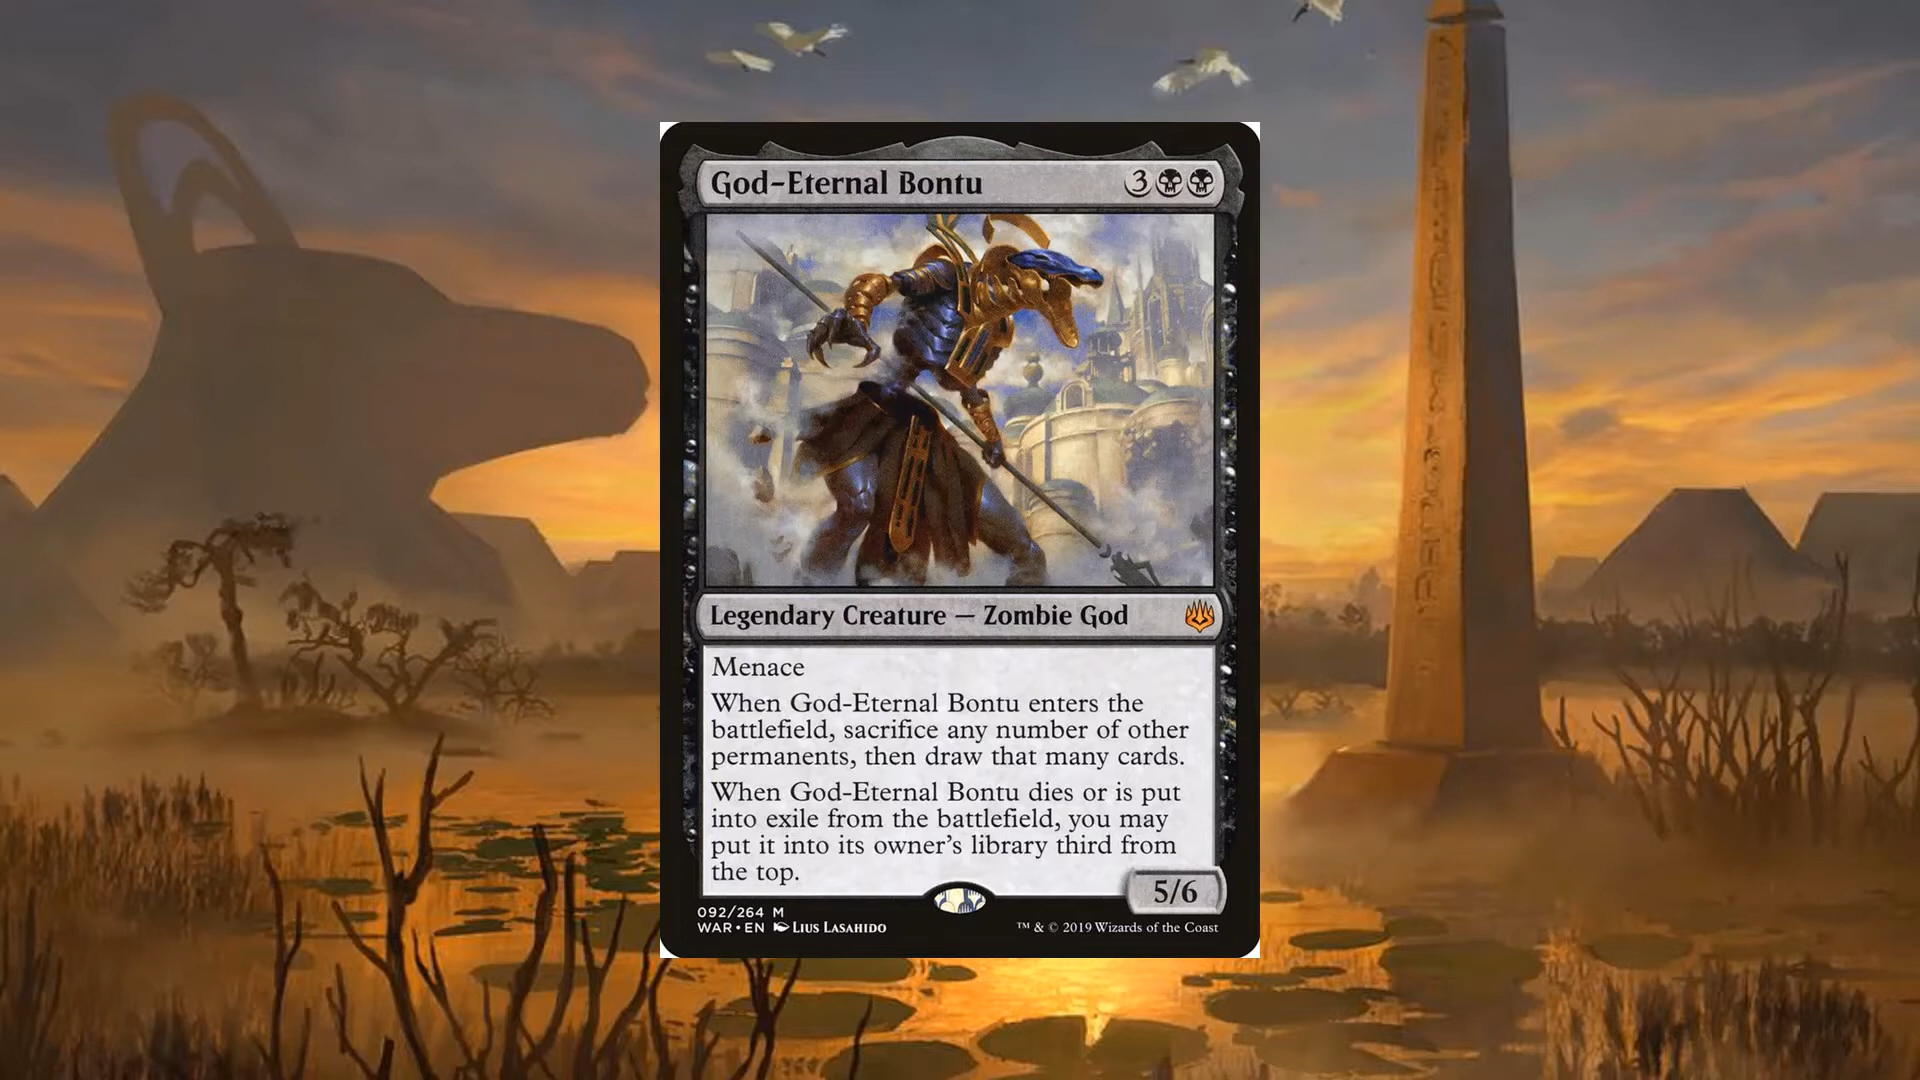 God-Eternal Bontu 3
Legendary Creature — Zombie God
Menace
When God-Eternal Bontu enters the
battlefield, sacrifice any number of other
permanents, then draw that many cards.
When God-Eternal Bontu dies or is put
into exile from the battlefield, you may
put it into its owner's library third from
the top.
5/6
092/264 M
WAR • EN Lius Lasahido
™ & © 2019 Wizards of the Coast